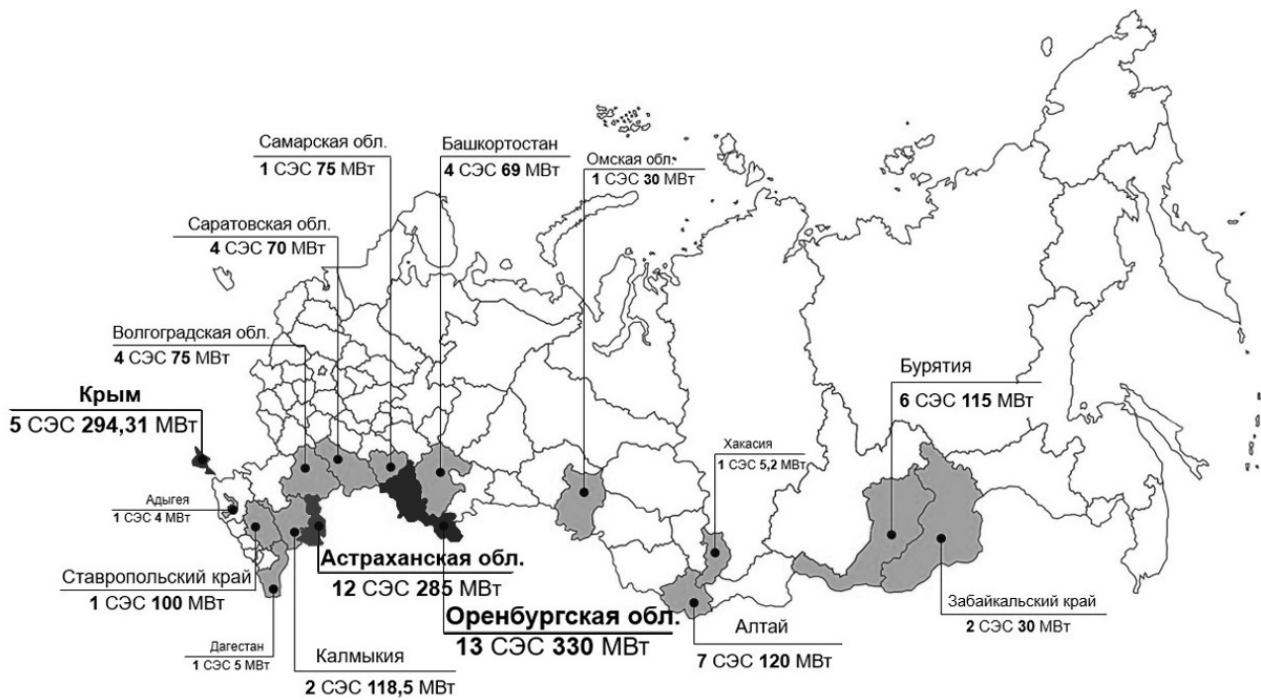 Самарская обл.
1 СЭС 75 МВт
Башкортостан
4 СЭС 69 МВт
Омская обл.
1 СЭС 30 МВт
Саратовская обл.
4 СЭС 70 МВт
Волгоградская обл.
4 СЭС 75 МВт
Крым
5 СЭС 294,31 МВт
Бурятия
6 СЭС 115 МВт
Хакасия
1 СЭС 5,2 МВт
Адыгея
1 СЭС 4 МВт
Астраханская обл.
12 СЭС 285 МВт
Ставропольский край
1 СЭС 100 МВт
Оренбургская обл.
13 СЭС 330 МВт
Забайкальский край
2 СЭС 30 МВт
Алтай
7 СЭС 120 МВт
Дагестан
1 СЭС 5 МВт
Калмыкия
2 СЭС 118,5 МВт